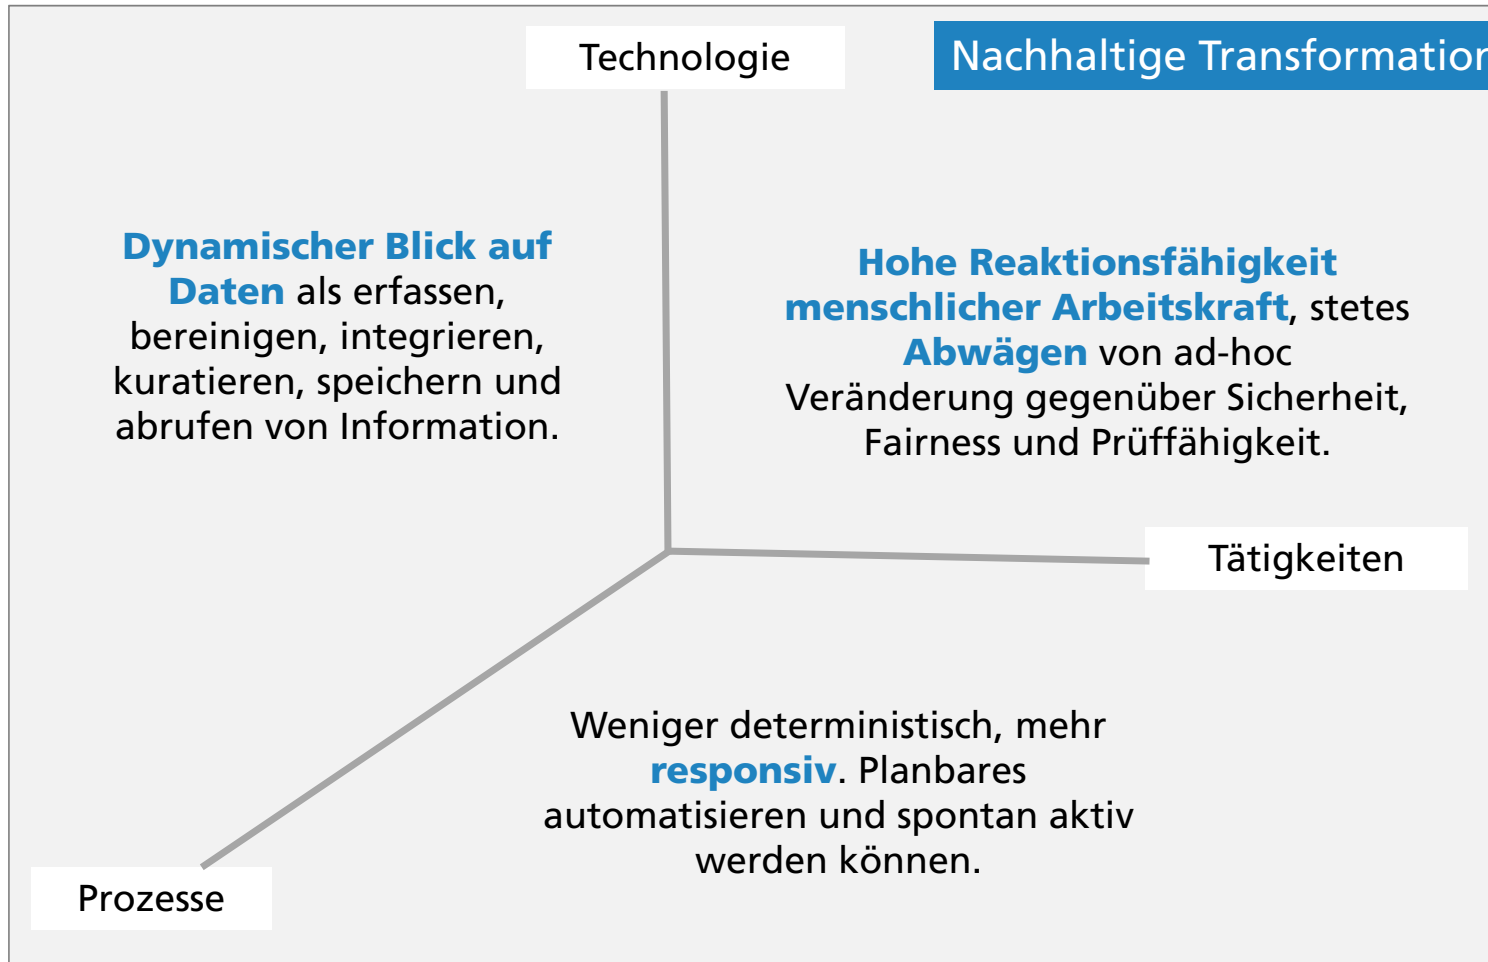 Technologie
Nachhaltige Transformation
Dynamischer Blick auf
Daten als erfassen,
bereinigen, integrieren,
kuratieren, speichern und
abrufen von Information.
Hohe Reaktionsfähigkeit
menschlicher Arbeitskraft, stetes
Abwägen von ad-hoc
Veränderung gegenüber Sicherheit,
Fairness und Prüffähigkeit.
Tätigkeiten
Weniger deterministisch, mehr
responsiv. Planbares
automatisieren und spontan aktiv
werden können.
Prozesse